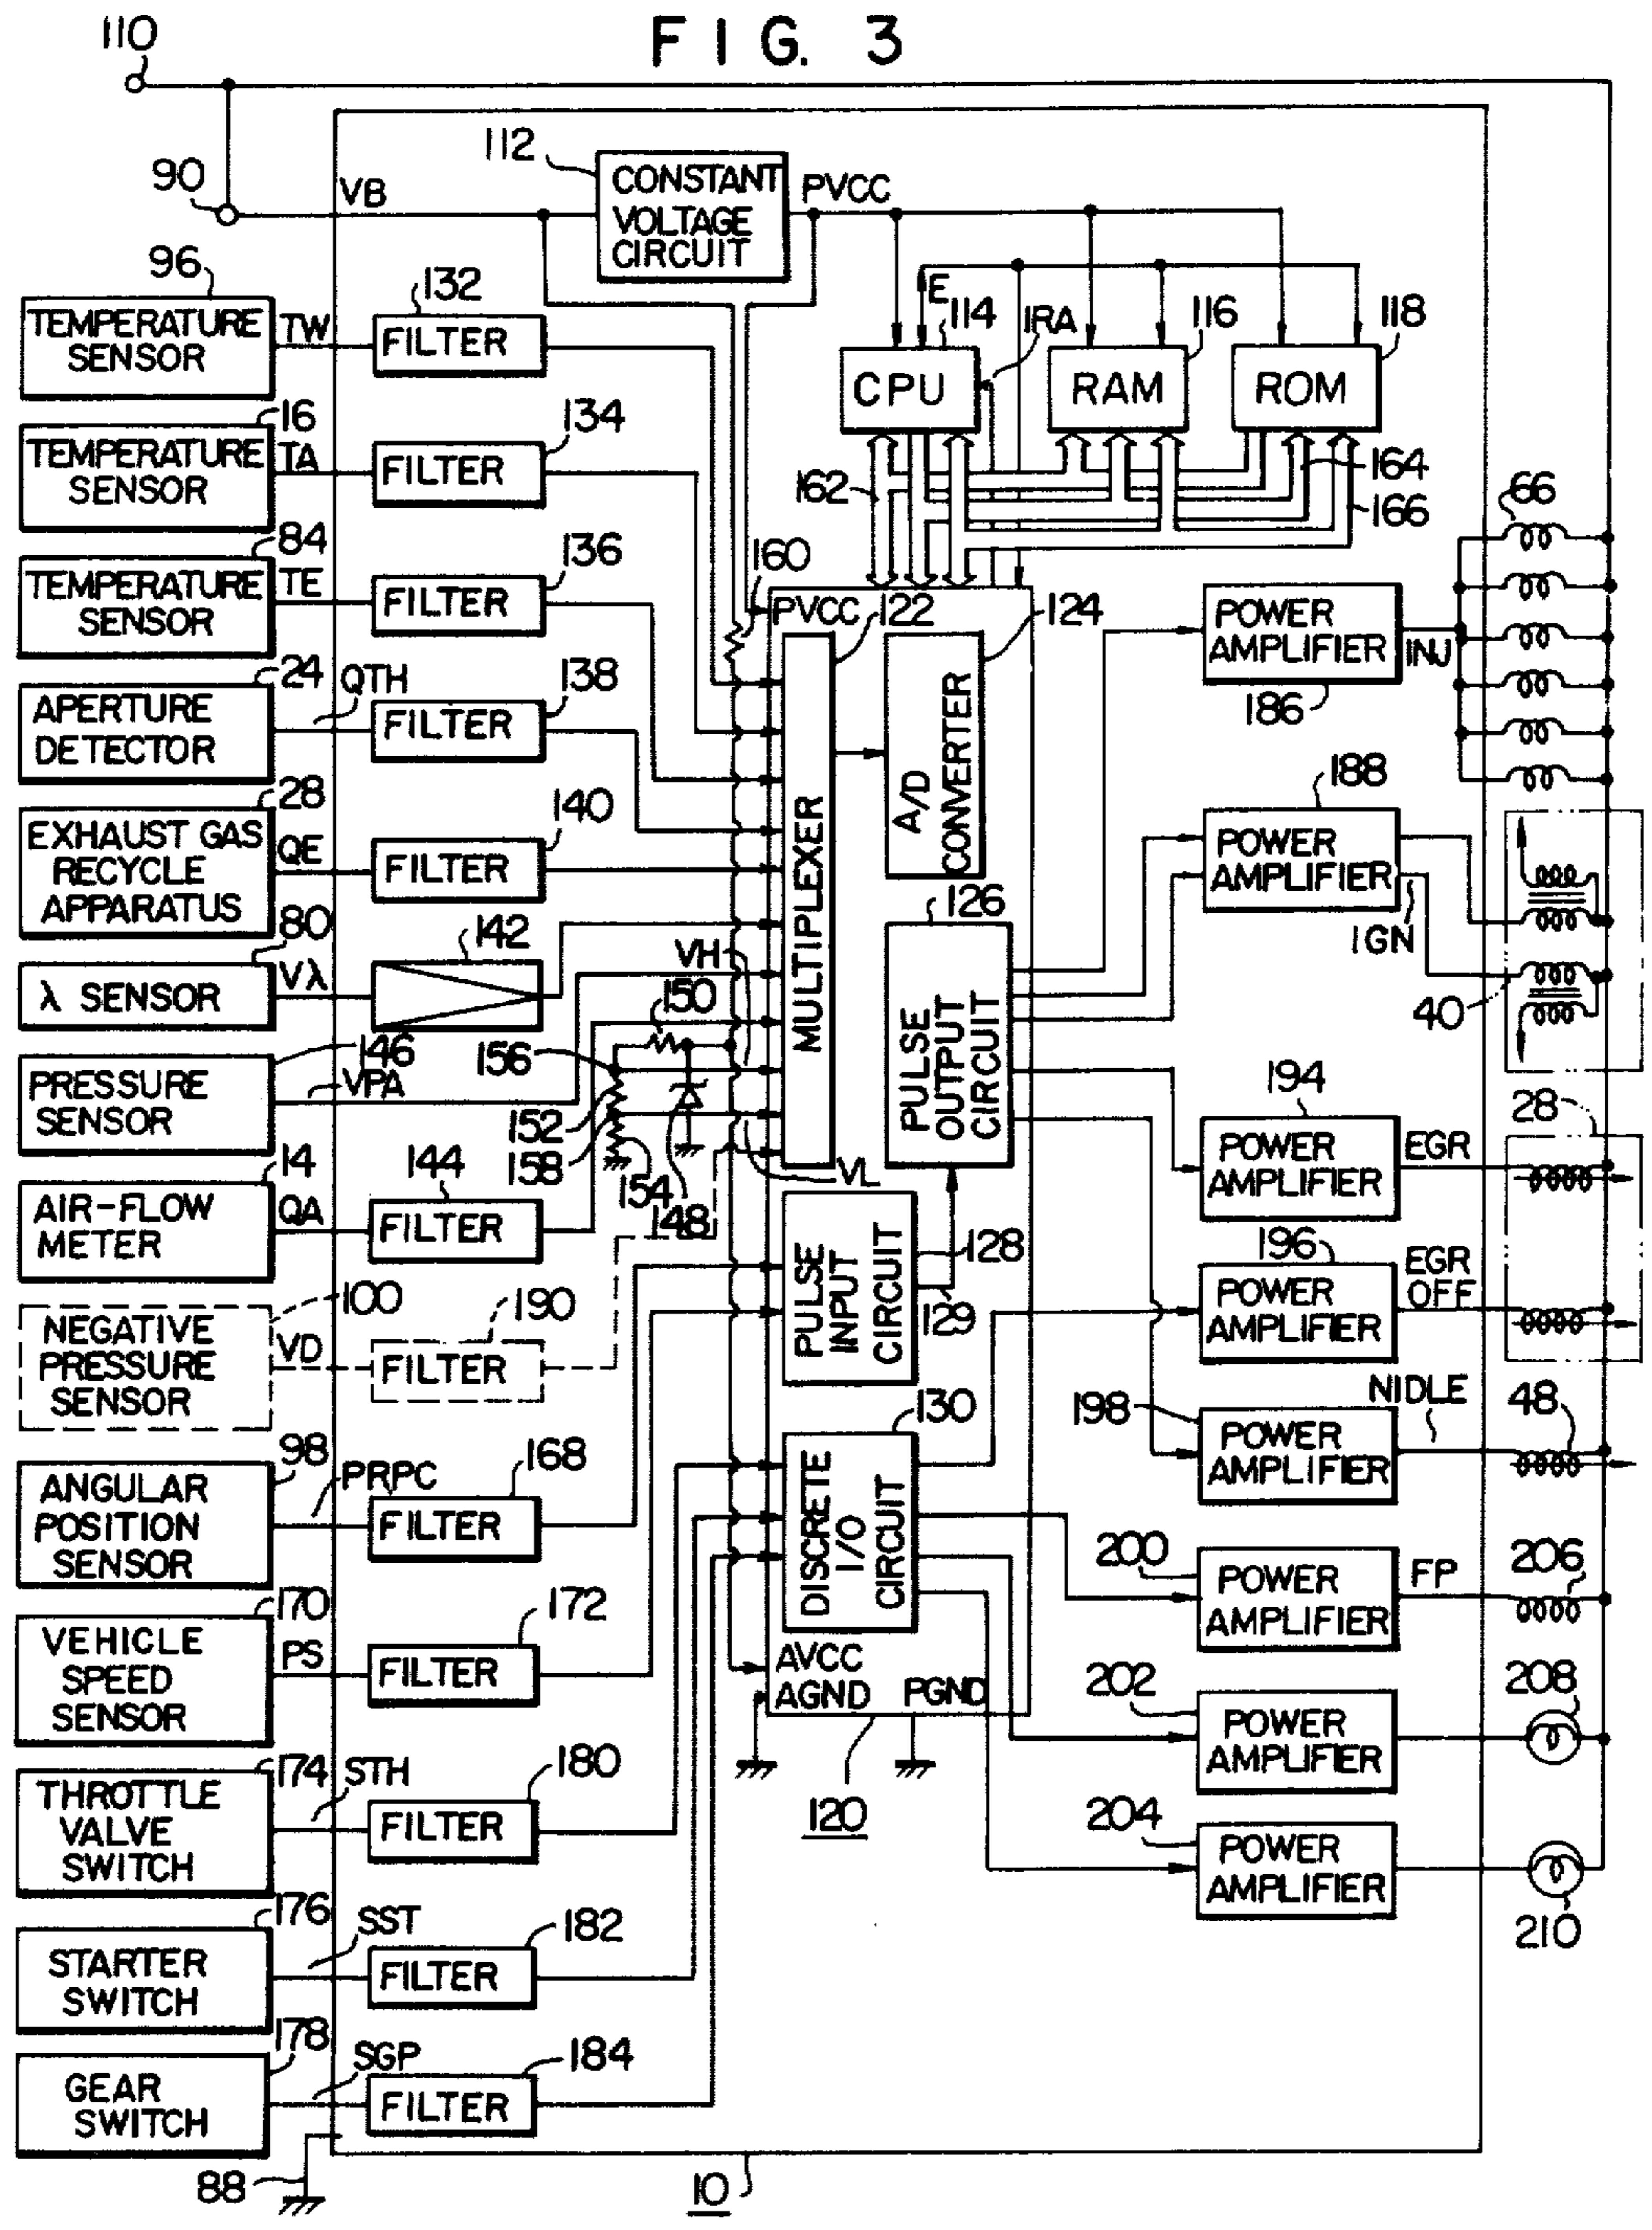 FIG. 3
110
112
90
VB
CONSTANT
VOLTAGE
CIRCUIT
PVCC
96
TEMPERATURE
SENSOR
TW
132
FILTER
E
114
IRA
116
118
CPU
RAM
ROM
16
TEMPERATURE
SENSOR
TA
134
FILTER
162
164
166
66
84
TEMPERATURE
SENSOR
TE
136
FILTER
160
PVCC
122
124
POWER
AMPLIFIER
INJ
186
24
APERTURE
DETECTOR
QTH
138
FILTER
MULTIPLEXER
A/D
CONVERTER
28
EXHAUST GAS
RECYCLE
APPARATUS
QE
140
FILTER
188
POWER
AMPLIFIER
IGN
40
80
λ SENSOR
Vλ
142
126
PULSE
OUTPUT
CIRCUIT
VH
150
146
PRESSURE
SENSOR
VPA
156
152
158
154
148
VL
194
POWER
AMPLIFIER
EGR
28
14
AIR-FLOW
METER
QA
144
FILTER
PULSE
INPUT
CIRCUIT
128
129
196
POWER
AMPLIFIER
EGR
OFF
100
NEGATIVE
PRESSURE
SENSOR
VD
190
FILTER
198
POWER
AMPLIFIER
NIDLE
48
98
ANGULAR
POSITION
SENSOR
PRPC
168
FILTER
130
DISCRETE
I/O
CIRCUIT
200
POWER
AMPLIFIER
FP
206
170
VEHICLE
SPEED
SENSOR
PS
172
FILTER
AVCC
AGND
PGND
202
POWER
AMPLIFIER
208
174
THROTTLE
VALVE
SWITCH
STH
180
FILTER
120
204
POWER
AMPLIFIER
210
176
STARTER
SWITCH
SST
182
FILTER
178
GEAR
SWITCH
SGP
184
FILTER
88
10